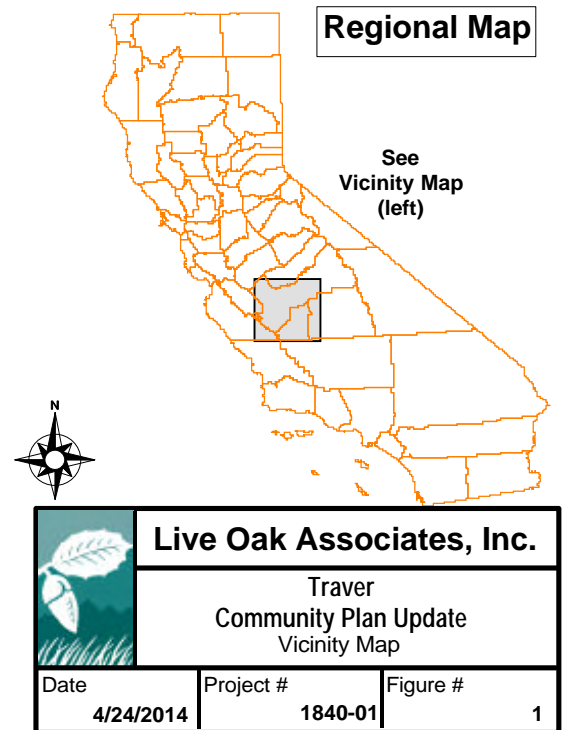 Regional Map
See
Vicinity Map
(left)
N
Live Oak Associates, Inc.
Traver
Community Plan Update
Vicinity Map
Date
Project #
Figure #
4/24/2014
1840-01
1